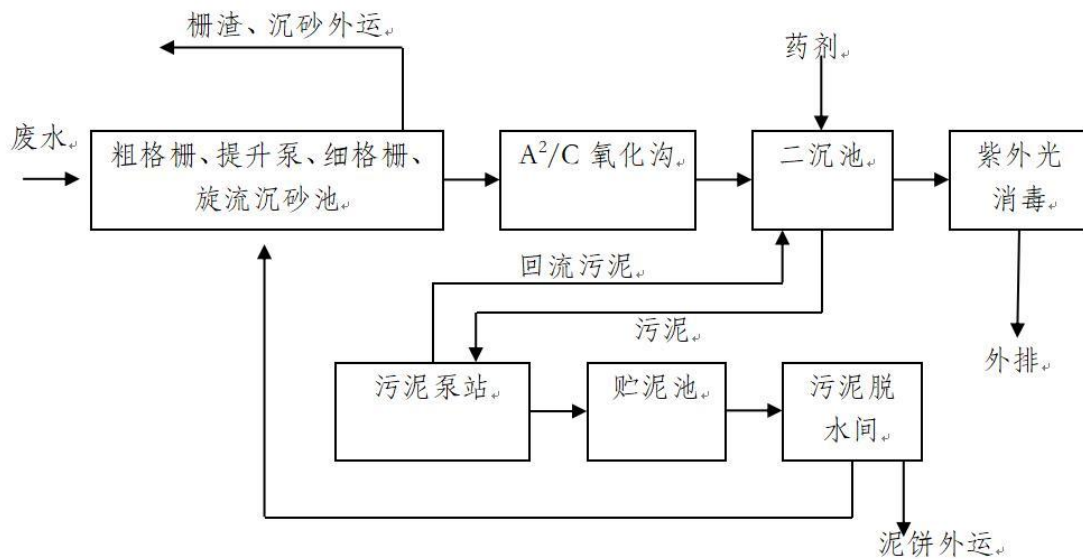 栅渣、沉砂外运
药剂
废水
粗格栅、提升泵、细格栅、
旋流沉砂池
A²/C 氧化沟
二沉池
紫外光
消毒
回流污泥
污泥
外排
污泥泵站
贮泥池
污泥脱
水间
泥饼外运